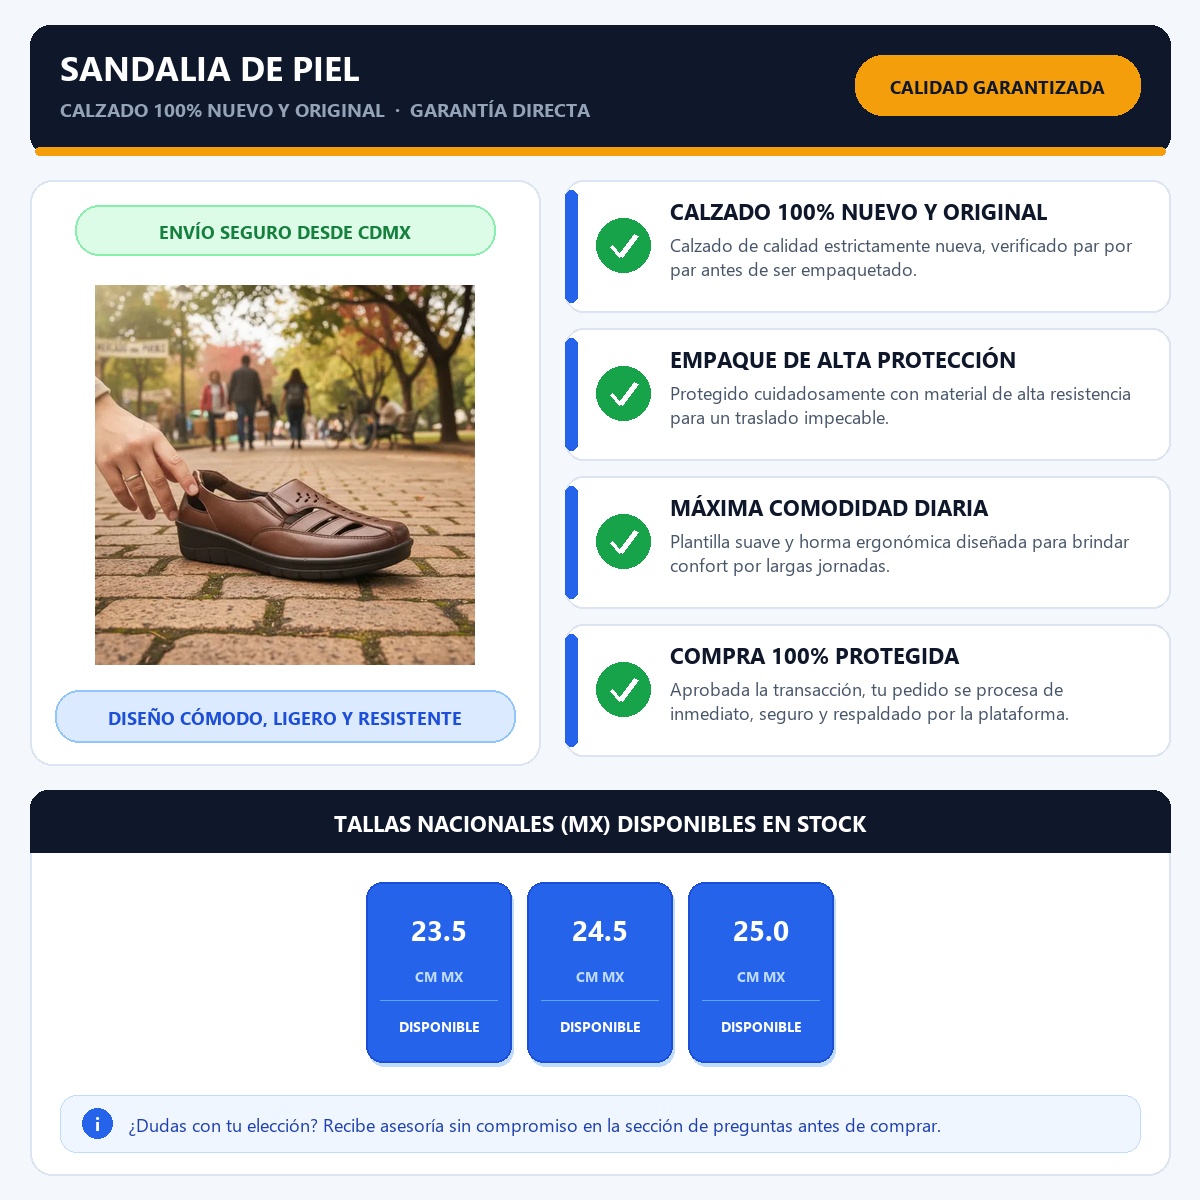 SANDALIA DE PIEL
CALZADO 100% NUEVO Y ORIGINAL · GARANTÍA DIRECTA
CALIDAD GARANTIZADA
ENVÍO SEGURO DESDE CDMX
DISEÑO CÓMODO, LIGERO Y RESISTENTE
CALZADO 100% NUEVO Y ORIGINAL
Calzado de calidad estrictamente nueva, verificado par por
par antes de ser empaquetado.
EMPAQUE DE ALTA PROTECCIÓN
Protegido cuidadosamente con material de alta resistencia
para un traslado impecable.
MÁXIMA COMODIDAD DIARIA
Plantilla suave y horma ergonómica diseñada para brindar
confort por largas jornadas.
COMPRA 100% PROTEGIDA
Aprobada la transacción, tu pedido se procesa de
inmediato, seguro y respaldado por la plataforma.
TALLAS NACIONALES (MX) DISPONIBLES EN STOCK
23.5
CM MX
DISPONIBLE
24.5
CM MX
DISPONIBLE
25.0
CM MX
DISPONIBLE
¿Dudas con tu elección? Recibe asesoría sin compromiso en la sección de preguntas antes de comprar.